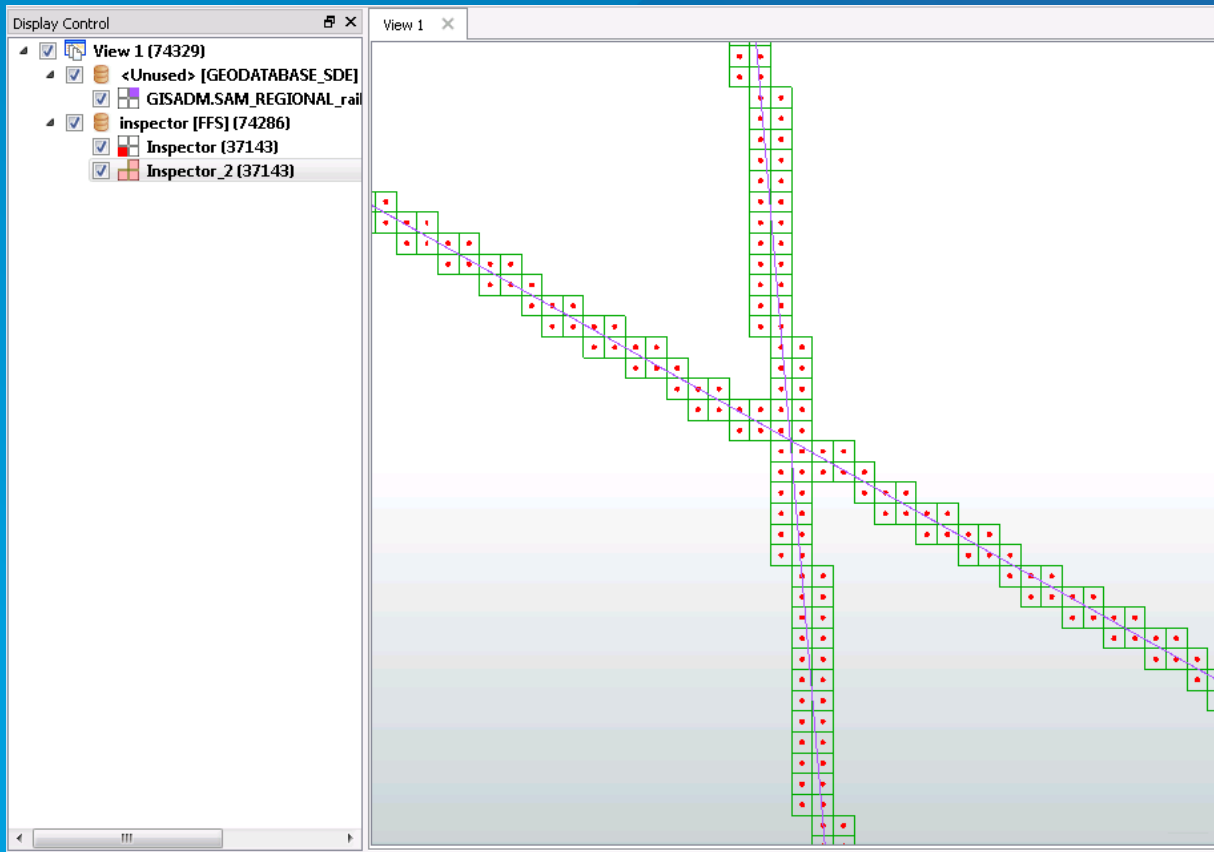 Display Control
View 1
View 1 (74329)
<Unused> [GEODATABASE_SDE]
GISADM.SAM_REGIONAL_rail
inspector [FFS] (74286)
Inspector (37143)
Inspector_2 (37143)